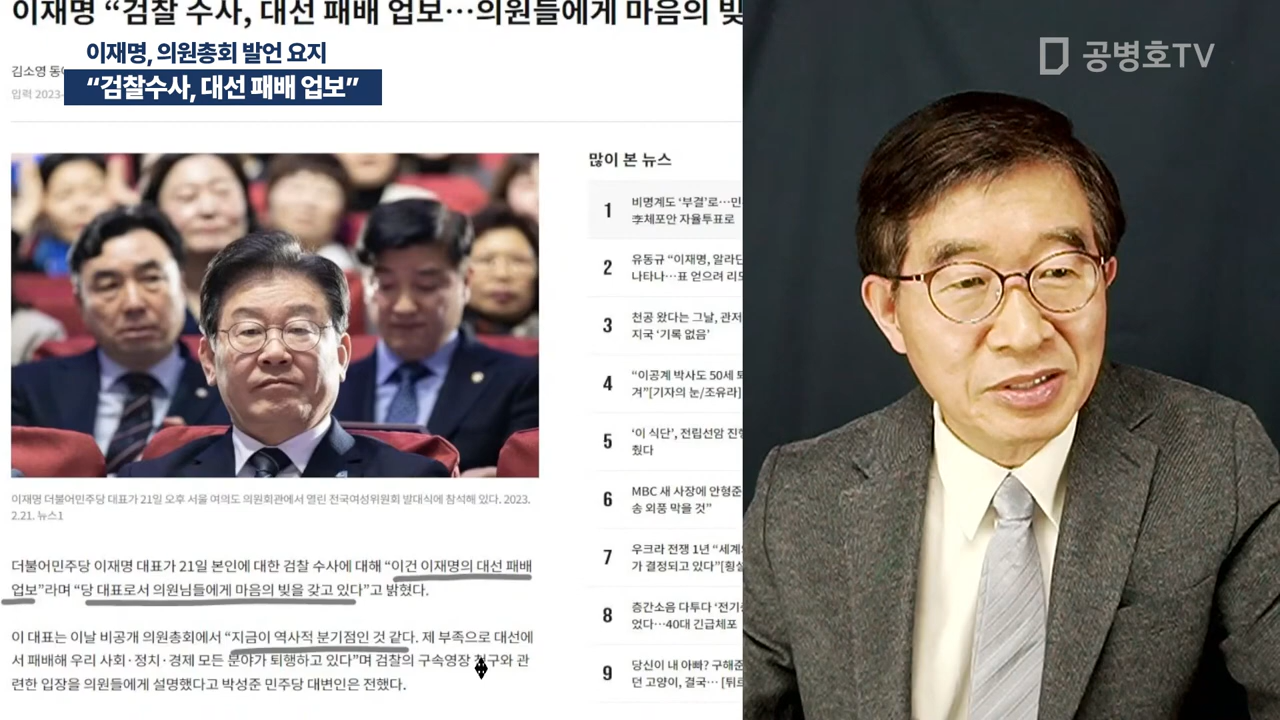 이재명 “검찰 수사, 대선 패배 업보…의원들에게 마음의 빚
이재명, 의원총회 발언 요지
“검찰수사, 대선 패배 업보”
김소영 동아
입력 2023-
공병호TV
이재명 더불어민주당 대표가 21일 오후 서울 여의도 의원회관에서 열린 전국여성위원회 발대식에 참석해 있다. 2023.
2.21. 뉴스1
더불어민주당 이재명 대표가 21일 본인에 대한 검찰 수사에 대해 “이건 이재명의 대선 패배
업보”라며 “당 대표로서 의원님들에게 마음의 빚을 갖고 있다”고 밝혔다.
이 대표는 이날 비공개 의원총회에서 “지금이 역사적 분기점인 것 같다. 제 부족으로 대선에
서 패배해 우리 사회·정치·경제 모든 분야가 퇴행하고 있다”며 검찰의 구속영장 청구와 관
련한 입장을 의원들에게 설명했다고 박성준 민주당 대변인은 전했다.
많이 본 뉴스
1 비명계도 ‘부결’로…민
李체포안 자율투표로
2 유동규 “이재명, 알라딘
나타나…표 얻으려 리모
3 천공 왔다는 그날, 관저
지국 ‘기록 없음’
4 “이공계 박사도 50세 퇴
겨”[기자의 눈/조유라]
5 ‘이 식단’, 전립선암 진행
췄다
6 MBC 새 사장에 안형준
송 외풍 막을 것”
7 우크라 전쟁 1년 “세계의
가 결정되고 있다”[횡설
8 층간소음 다투다 ‘전기충
었다…40대 긴급체포
9 당신이 내 아빠? 구해준
던 고양이, 결국… [튀르